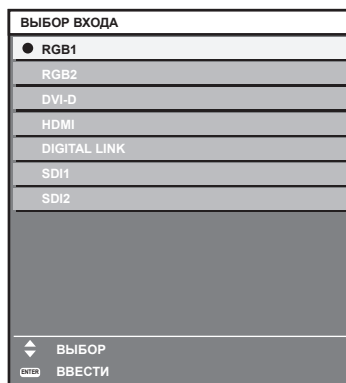 ВЫБОР ВХОДА
RGB1
RGB2
DVI-D
HDMI
DIGITAL LINK
SDI1
SDI2
ВЫБОР
ENTER ВВЕСТИ